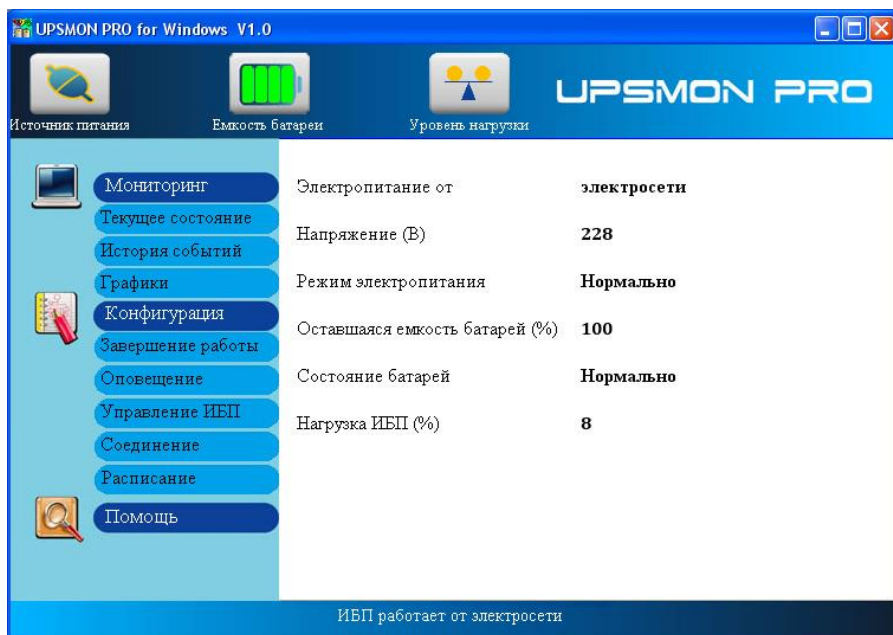 UPSMON PRO for Windows V1.0
UPSMON PRO
Источник питания
Емкость батареи
Уровень нагрузки
Мониторинг
Текущее состояние
История событий
Графики
Конфигурация
Завершение работы
Оповещение
Управление ИБП
Соединение
Расписание
Помощь
Электропитание от электросети
Напряжение (В) 228
Режим электропитания Нормально
Оставшаяся емкость батарей (%) 100
Состояние батарей Нормально
Нагрузка ИБП (%) 8
ИБП работает от электросети